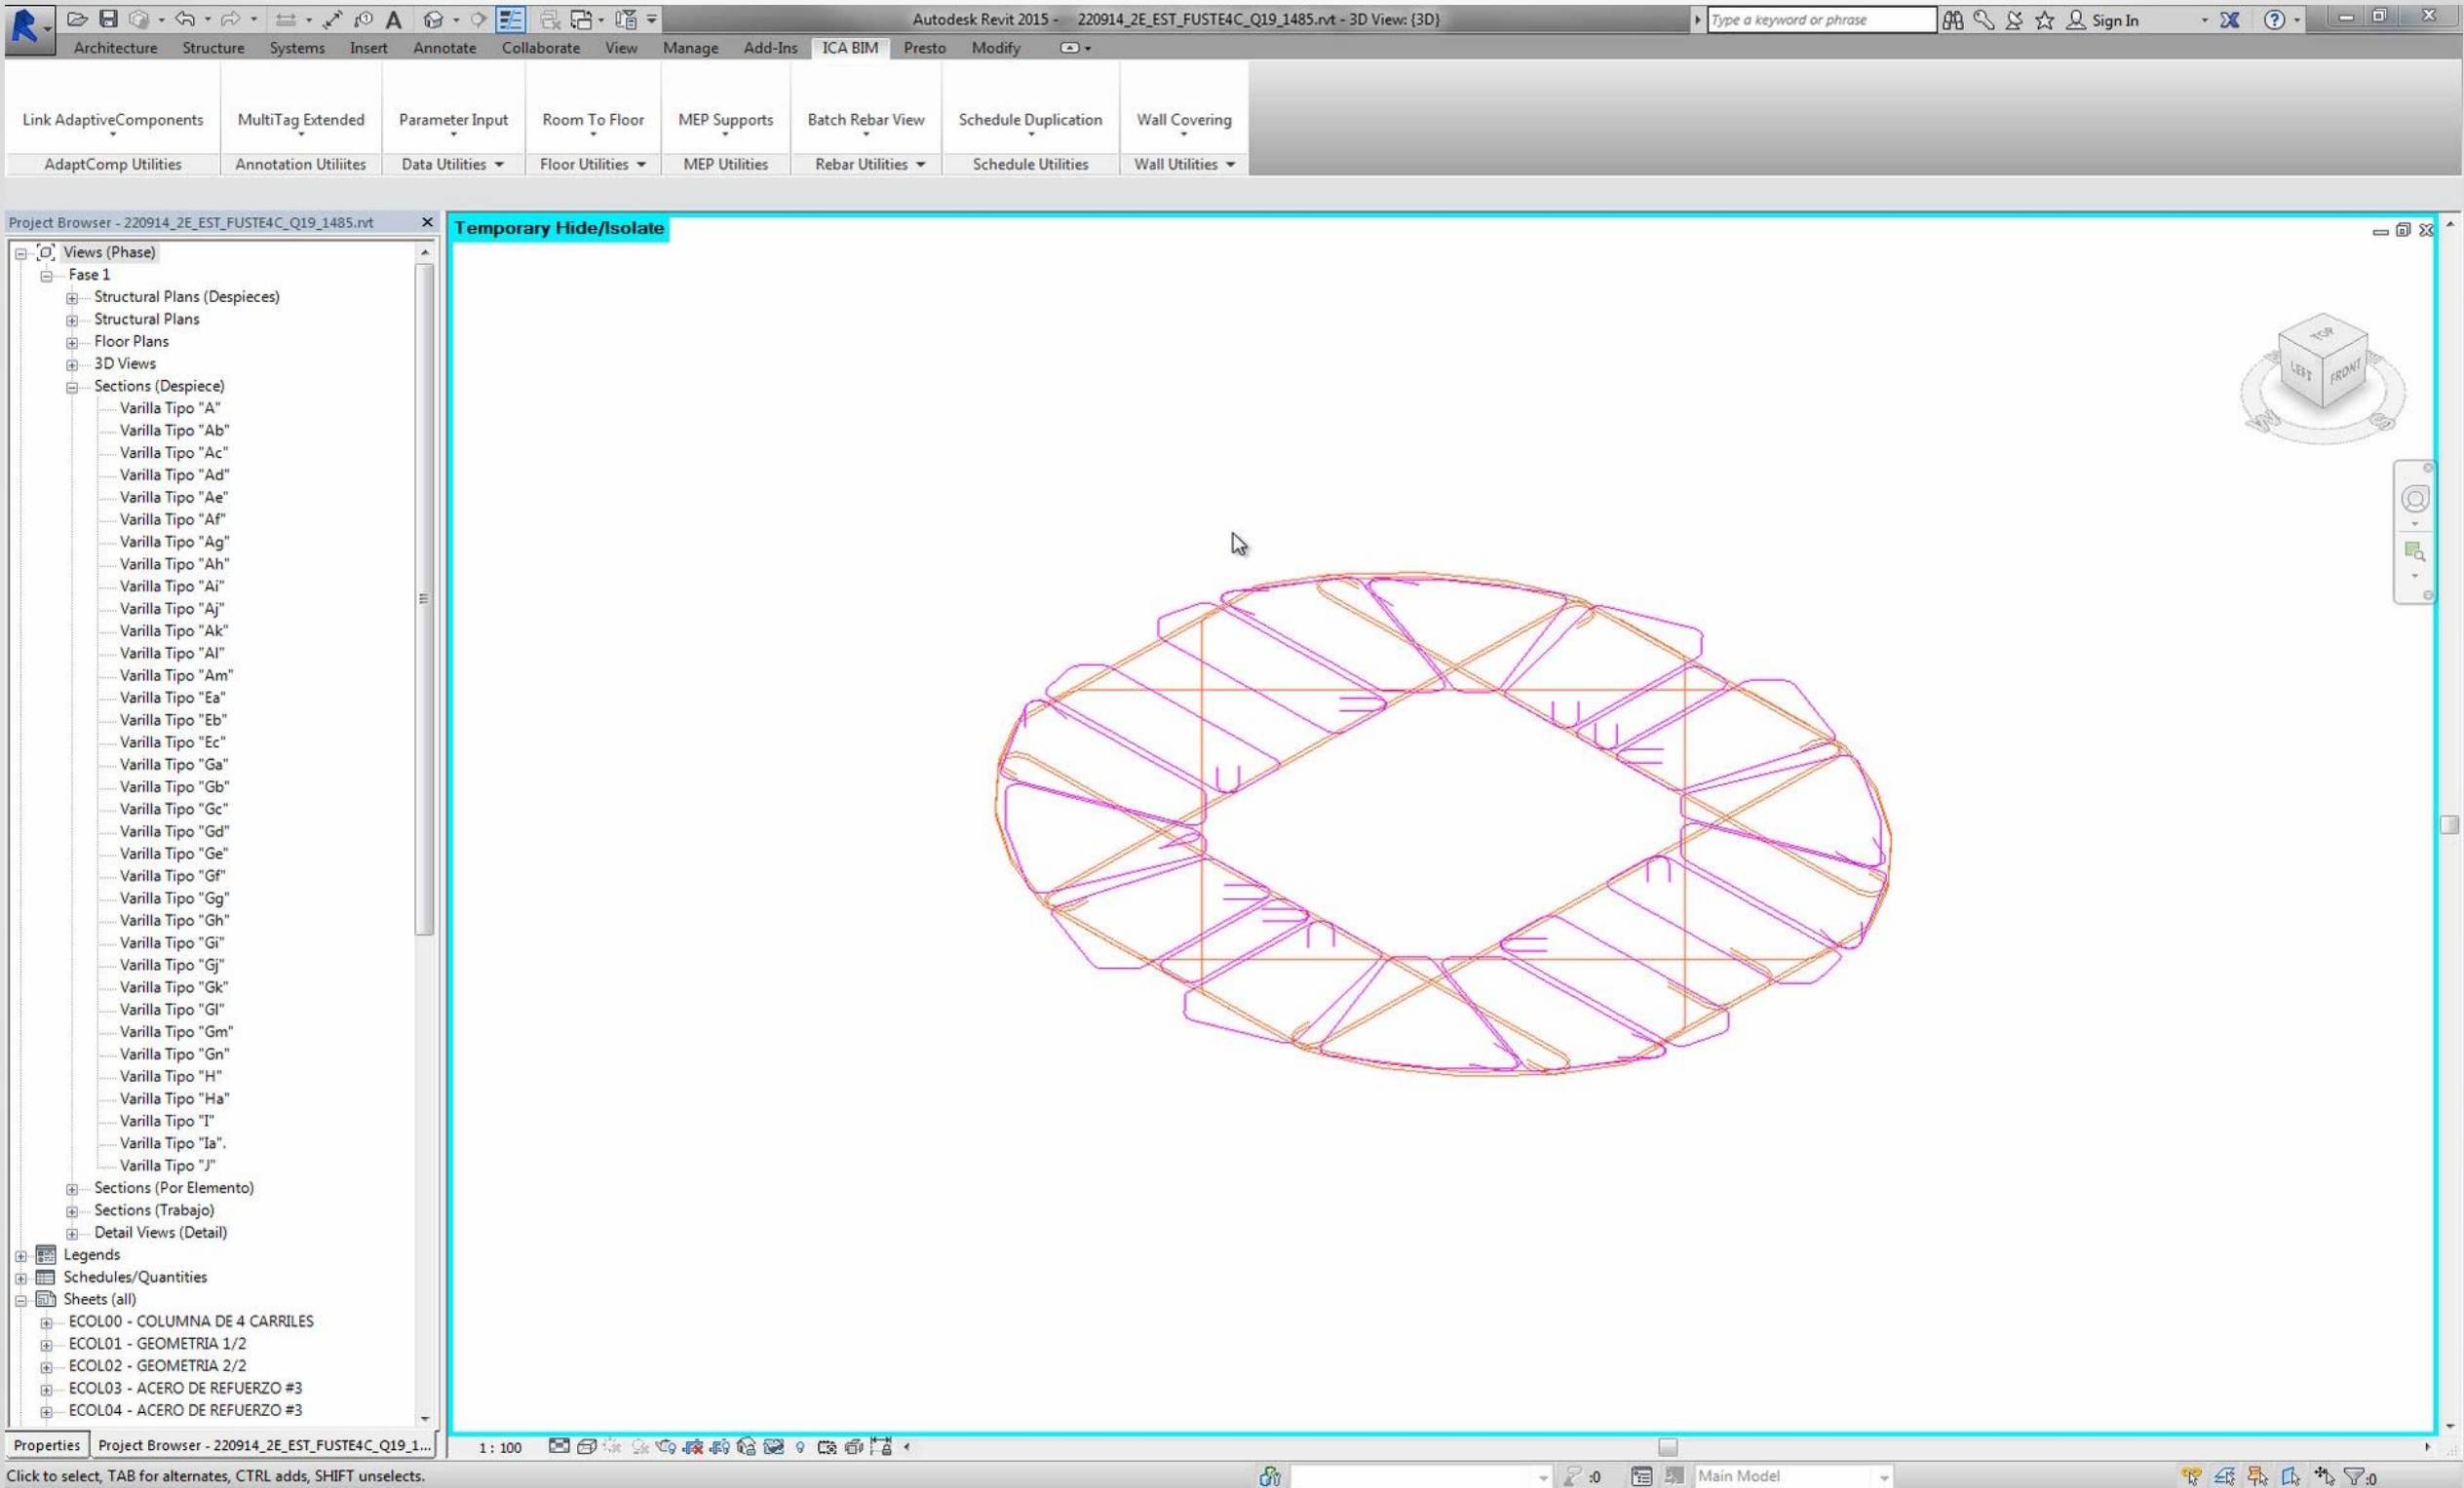 Autodesk Revit 2015 - 220914_2E_EST_FUSTE4C_Q19_1485.rvt - 3D View: {3D}
Type a keyword or phrase
Sign In
Architecture Structure Systems Insert Annotate Collaborate View Manage Add-Ins ICA BIM Presto Modify
Link AdaptiveComponents MultiTag Extended Parameter Input Room To Floor MEP Supports Batch Rebar View Schedule Duplication Wall Covering
AdaptComp Utilities Annotation Utiliites Data Utilities Floor Utilities MEP Utilities Rebar Utilities Schedule Utilities Wall Utilities
Project Browser - 220914_2E_EST_FUSTE4C_Q19_1485.rvt
Temporary Hide/Isolate
Views (Phase)
Fase 1
Structural Plans (Despieces)
Structural Plans
Floor Plans
3D Views
Sections (Despiece)
Varilla Tipo "A"
Varilla Tipo "Ab"
Varilla Tipo "Ac"
Varilla Tipo "Ad"
Varilla Tipo "Ae"
Varilla Tipo "Af"
Varilla Tipo "Ag"
Varilla Tipo "Ah"
Varilla Tipo "Ai"
Varilla Tipo "Aj"
Varilla Tipo "Ak"
Varilla Tipo "Al"
Varilla Tipo "Am"
Varilla Tipo "Ea"
Varilla Tipo "Eb"
Varilla Tipo "Ec"
Varilla Tipo "Ga"
Varilla Tipo "Gb"
Varilla Tipo "Gc"
Varilla Tipo "Gd"
Varilla Tipo "Ge"
Varilla Tipo "Gf"
Varilla Tipo "Gg"
Varilla Tipo "Gh"
Varilla Tipo "Gi"
Varilla Tipo "Gj"
Varilla Tipo "Gk"
Varilla Tipo "Gl"
Varilla Tipo "Gm"
Varilla Tipo "Gn"
Varilla Tipo "H"
Varilla Tipo "Ha"
Varilla Tipo "I"
Varilla Tipo "Ia".
Varilla Tipo "J"
Sections (Por Elemento)
Sections (Trabajo)
Detail Views (Detail)
Legends
Schedules/Quantities
Sheets (all)
ECOL00 - COLUMNA DE 4 CARRILES
ECOL01 - GEOMETRIA 1/2
ECOL02 - GEOMETRIA 2/2
ECOL03 - ACERO DE REFUERZO #3
ECOL04 - ACERO DE REFUERZO #3
TOP
LEFT
FRONT
W
S
Properties
Project Browser - 220914_2E_EST_FUSTE4C_Q19_1...
1 : 100
Click to select, TAB for alternates, CTRL adds, SHIFT unselects.
:0
Main Model
:0